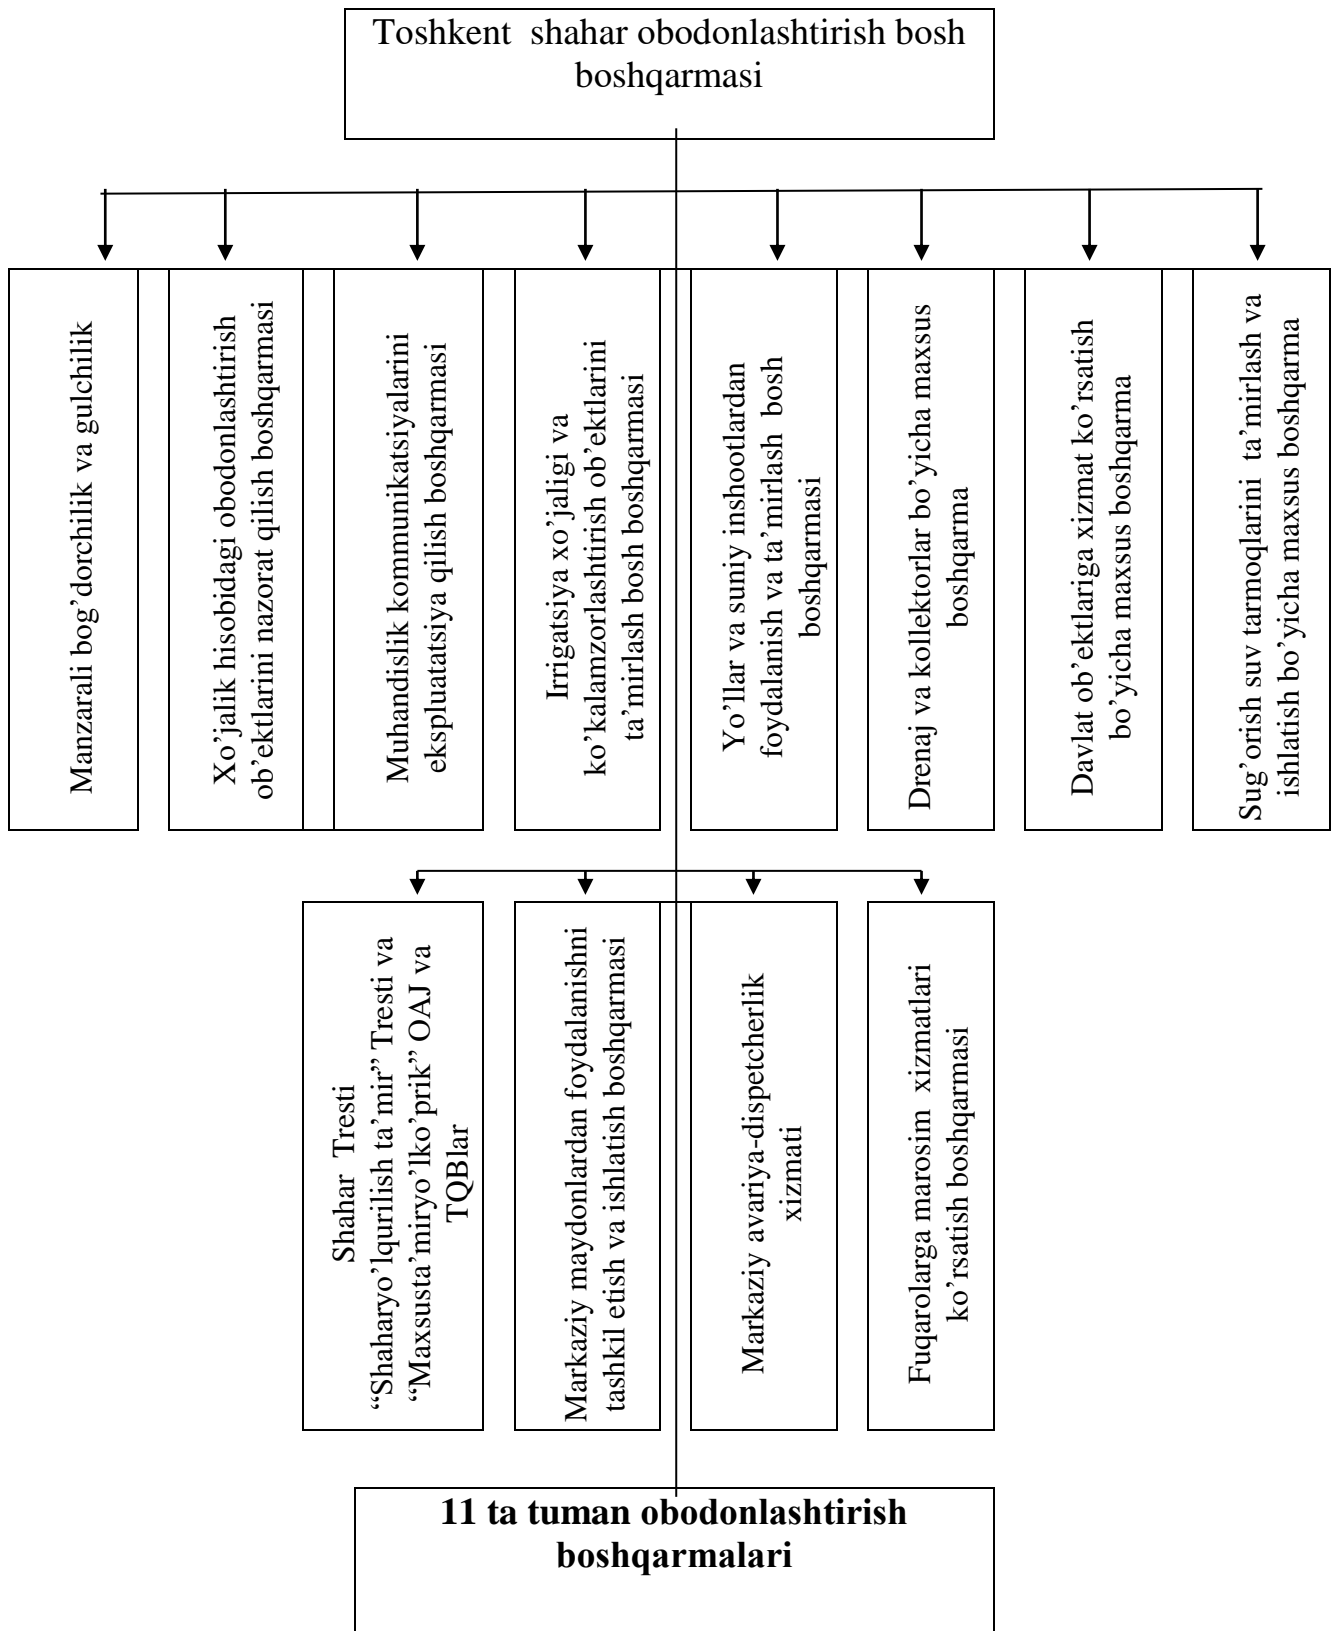 Toshkent shahar obodonlashtirish bosh
boshqarmasi
Manzarali bog’dorchilik va gulchilik
Xo’jalik hisobidagi obodonlashtirish
ob’ektlarini nazorat qilish boshqarmasi
Muhandislik kommunikatsiyalarini
ekspluatatsiya qilish boshqarmasi
Irrigatsiya xo’jaligi va
ko’kalamzorlashtirish ob’ektlarini
ta’mirlash bosh boshqarmasi
Yo’llar va suniy inshootlardan
foydalanish va ta’mirlash bosh
boshqarmasi
Drenaj va kollektorlar bo’yicha maxsus
boshqarma
Davlat ob’ektlariga xizmat ko’rsatish
bo’yicha maxsus boshqarma
Sug’orish suv tarmoqlarini ta’mirlash va
ishlatish bo’yicha maxsus boshqarma
Shahar Tresti
“Shaharyo’lqurilish ta’mir” Tresti va
“Maxsusta’miryo’lko’prik” OAJ va
TQBlar
Markaziy maydonlardan foydalanishni
tashkil etish va ishlatish boshqarmasi
Markaziy avariya-dispetcherlik
xizmati
Fuqarolarga marosim xizmatlari
ko’rsatish boshqarmasi
11 ta tuman obodonlashtirish
boshqarmalari